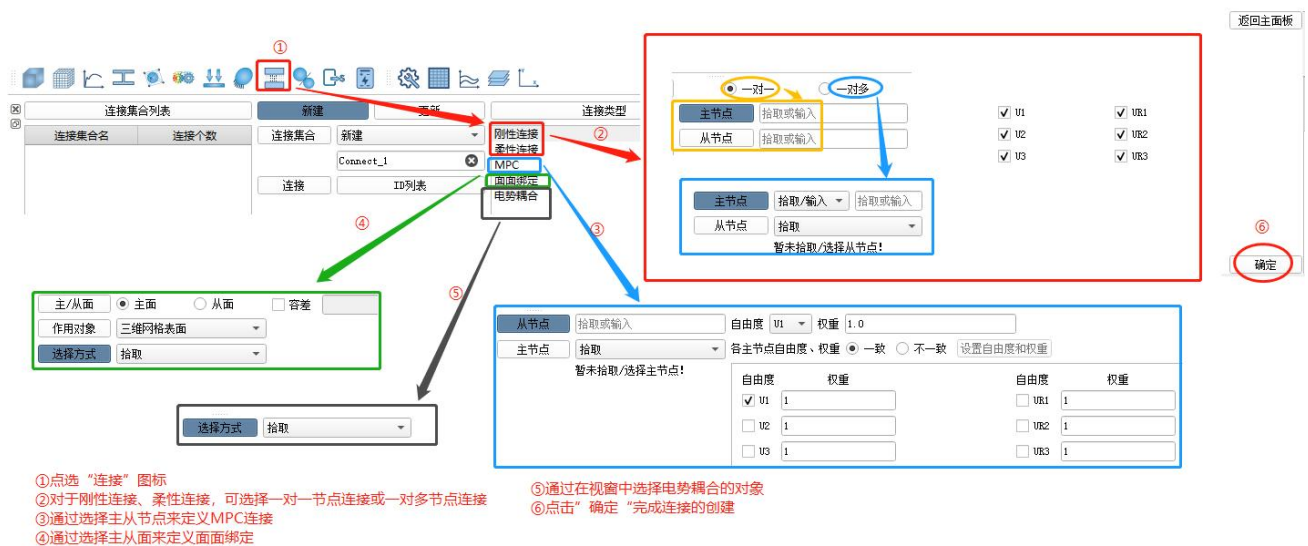 返回主面板
①
连接集合列表
新建
更新
连接类型
连接集合名
连接个数
连接集合
新建
刚性连接
柔性连接
MPC
面面绑定
电势耦合
Connect_1
连接
ID列表
②
一对一
一对多
主节点
拾取或输入
从节点
拾取或输入
U1
UR1
U2
UR2
U3
UR3
主节点
拾取/输入
拾取或输入
从节点
拾取
暂未拾取/选择从节点!
⑥
确定
④
③
⑤
主/从面
主面
从面
容差
作用对象
三维网格表面
选择方式
拾取
从节点
拾取或输入
自由度
U1
权重
1.0
主节点
拾取
各主节点自由度、权重
一致
不一致
设置自由度和权重
暂未拾取/选择主节点!
自由度
权重
自由度
权重
U1
1
UR1
1
U2
1
UR2
1
U3
1
UR3
1
选择方式
拾取
①点选“连接”图标
②对于刚性连接、柔性连接，可选择一对一节点连接或一对多节点连接
③通过选择主从节点来定义MPC连接
④通过选择主从面来定义面面绑定
⑤通过在视窗中选择电势耦合的对象
⑥点击”确定“完成连接的创建